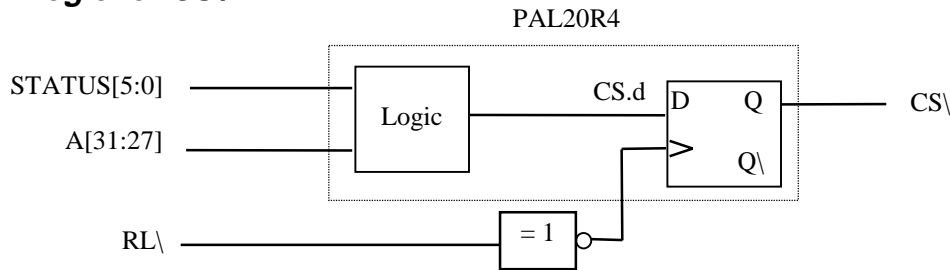 PAL20R4
STATUS[5:0]
CS.d
D
Q
CS\
Logic
A[31:27]
Q\
RL\
= 1